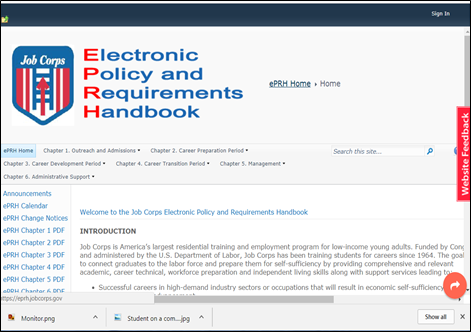 Sign In
Job Corps
Electronic
Policy and
Requirements
Handbook
ePRH Home › Home
Website Feedback
ePRH Home Chapter 1. Outreach and Admissions Chapter 2. Career Preparation Period
Search this site...
Chapter 3. Career Development Period Chapter 4. Career Transition Period Chapter 5. Management
Chapter 6. Administrative Support
Announcements
ePRH Calendar
ePRH Change Notices
ePRH Chapter 1 PDF
ePRH Chapter 2 PDF
ePRH Chapter 3 PDF
ePRH Chapter 4 PDF
ePRH Chapter 5 PDF
ePRH Chapter 6 PDF
Welcome to the Job Corps Electronic Policy and Requirements Handbook
INTRODUCTION
Job Corps is America's largest residential training and employment program for low-income young adults. Funded by Cong
and administered by the U.S. Department of Labor, Job Corps has been training students for careers since 1964. The goal
to connect graduates to the labor force and prepare them for self-sufficiency by providing comprehensive and relevant
academic, career technical, workforce preparation and independent living skills along with support services leading to:
• Successful careers in high-demand industry sectors or occupations that will result in economic self-sufficiency
https://eprh.jobcorps.gov
Monitor.png
Student on a com....jpg
Show all